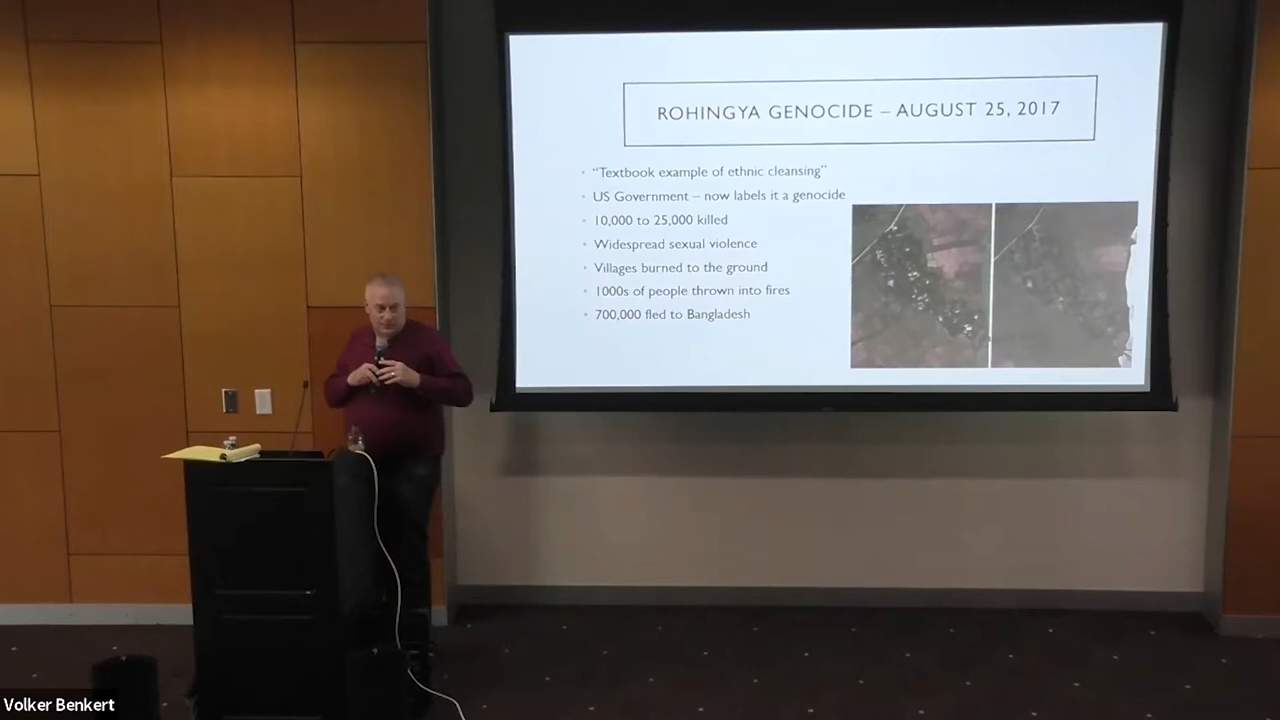 ROHINGYA GENOCIDE – AUGUST 25, 2017
"Textbook example of ethnic cleansing"
US Government – now labels it a genocide
10,000 to 25,000 killed
Widespread sexual violence
Villages burned to the ground
1000s of people thrown into fires
700,000 fled to Bangladesh
Volker Benkert